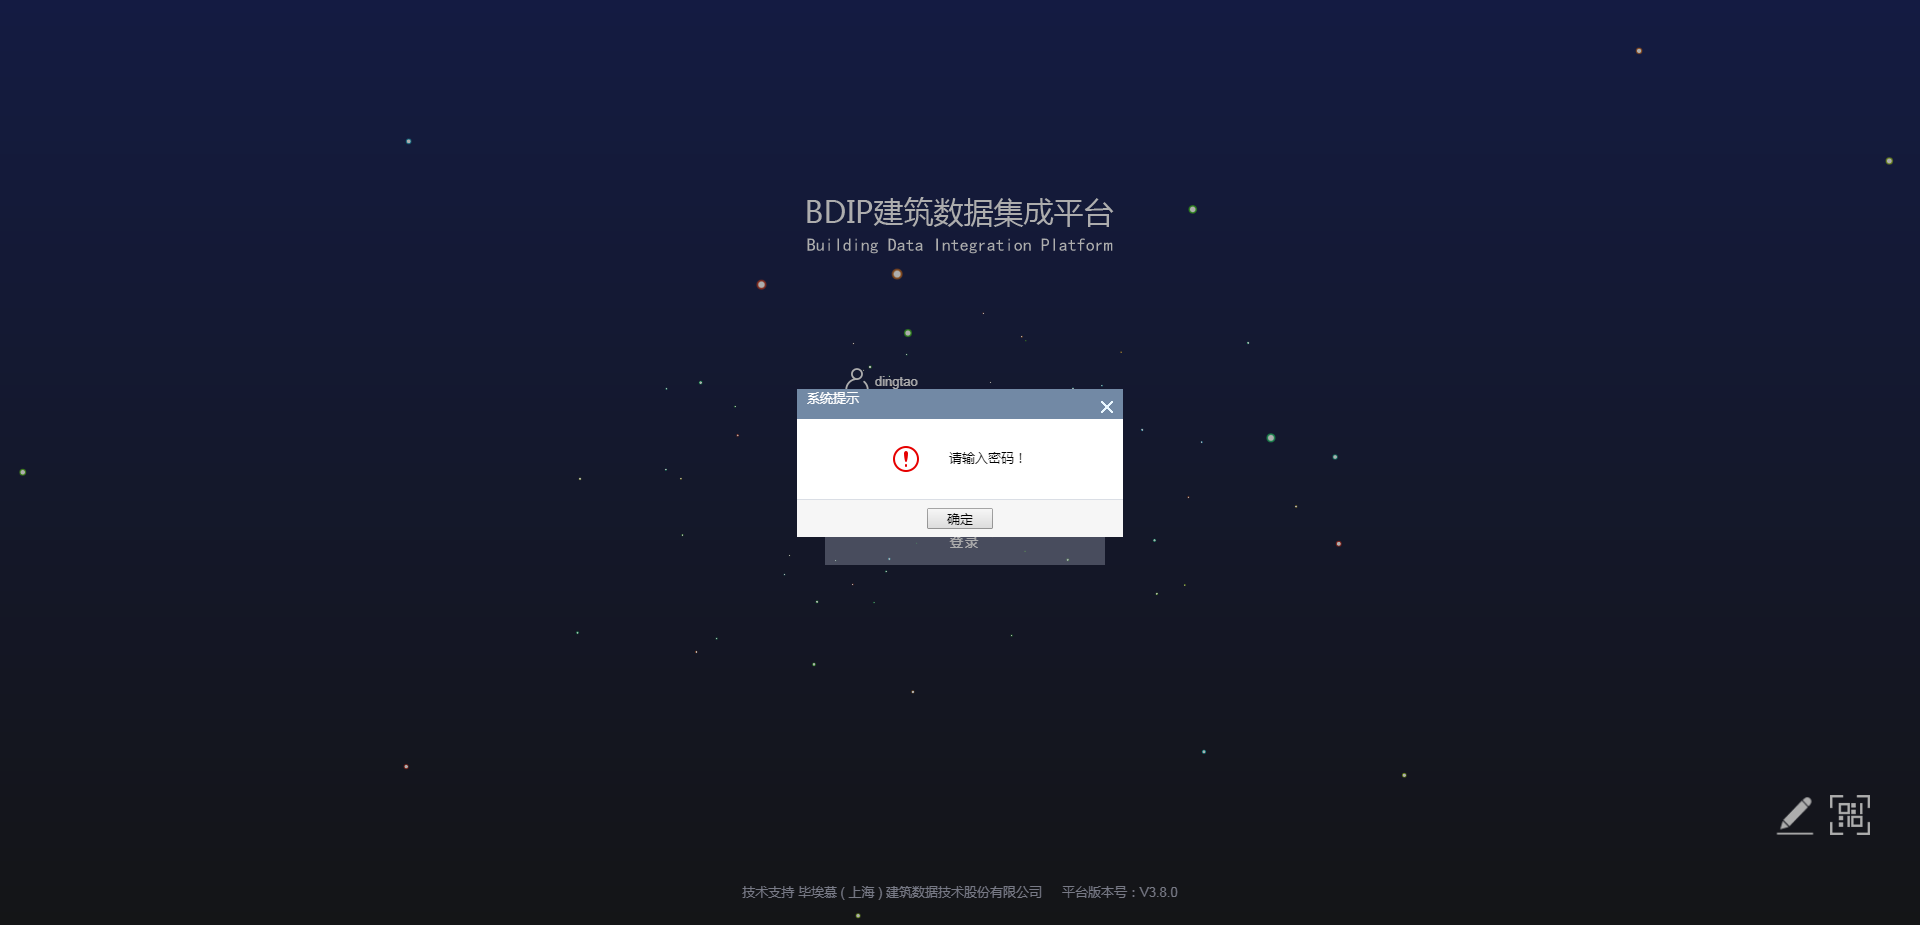 BDIP建筑数据集成平台
Building Data Integration Platform
dingtao
系统提示
请输入密码！
确定
登录
技术支持 毕埃慕 ( 上海 ) 建筑数据技术股份有限公司 平台版本号：V3.8.0